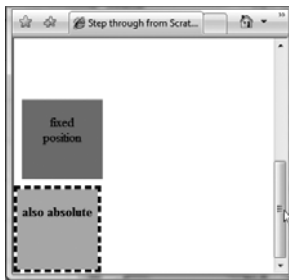 Step through from Scrat...
fixed
position
also absolute